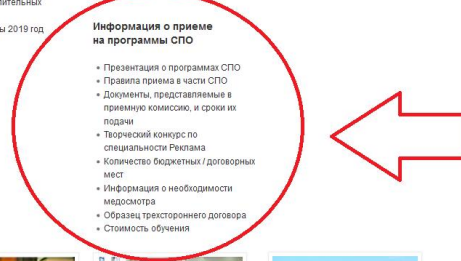 ы 2019 год
Информация о приеме
на программы СПО
Презентация о программах СПО
Правила приема в части СПО
Документы, представляемые в
приемную комиссию, и сроки их
подачи
Творческий конкурс по
специальности Реклама
Количество бюджетных / договорных
мест
Информация о необходимости
медосмотра
Образец трехстороннего договора
Стоимость обучения